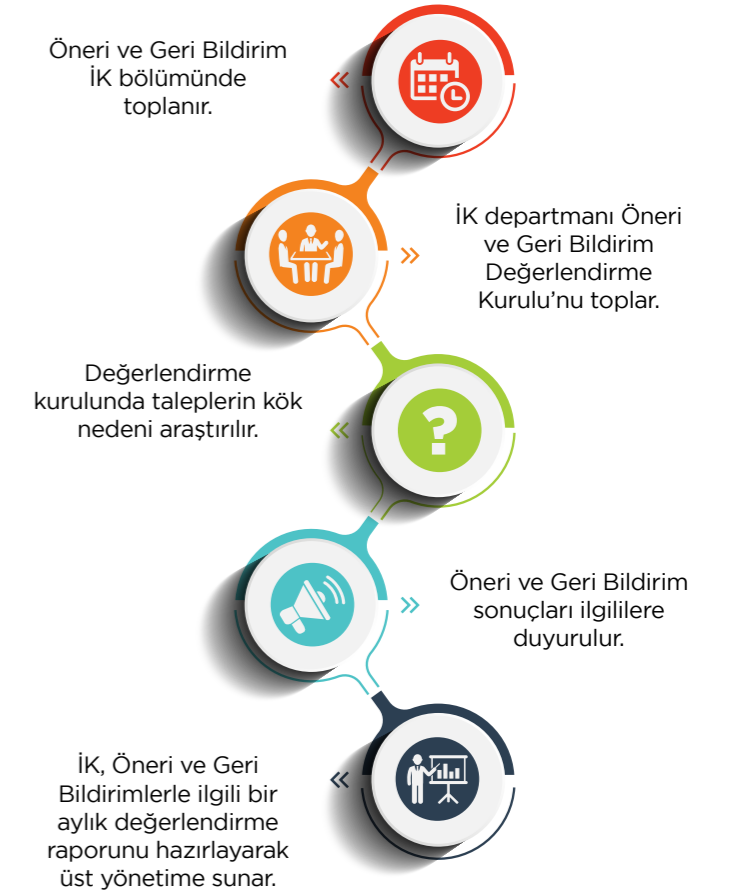 Öneri ve Geri Bildirim
İK bölümünde
toplanır.
İK departmanı Öneri
ve Geri Bildirim
Değerlendirme
Kurulu’nu toplar.
Değerlendirme
kurulunda taleplerin kök
nedeni araştırılır.
?
Öneri ve Geri Bildirim
sonuçları ilgililere
duyurulur.
İK, Öneri ve Geri
Bildirimlerle ilgili bir
aylık değerlendirme
raporunu hazırlayarak
üst yönetime sunar.